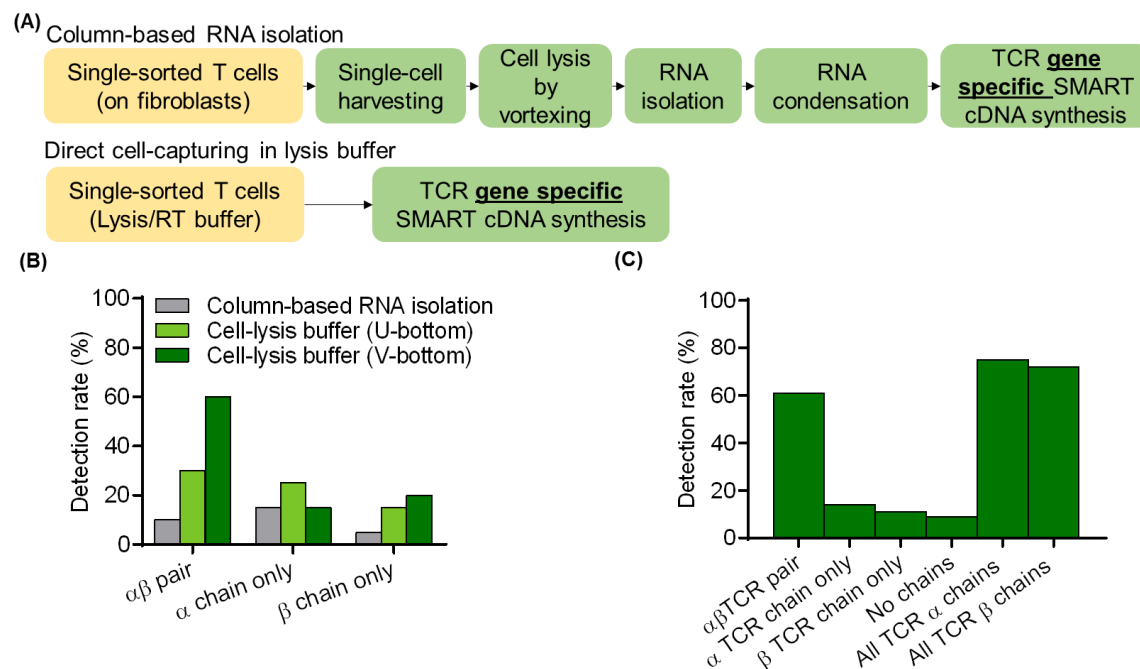 (A)
Column-based RNA isolation
Single-sorted T cells
(on fibroblasts)
Single-cell
harvesting
Cell lysis
by
vortexing
RNA
isolation
RNA
condensation
TCR gene
specific SMART
cDNA synthesis
Direct cell-capturing in lysis buffer
Single-sorted T cells
(Lysis/RT buffer)
TCR gene specific
SMART cDNA synthesis
(B)
Detection rate (%)
100
80
60
40
20
0
Column-based RNA isolation
Cell-lysis buffer (U-bottom)
Cell-lysis buffer (V-bottom)
αβ pair
α chain only
β chain only
(C)
Detection rate (%)
100
80
60
40
20
0
αβTCR pair
α TCR chain only
β TCR chain only
No chains
All TCR α chains
All TCR β chains